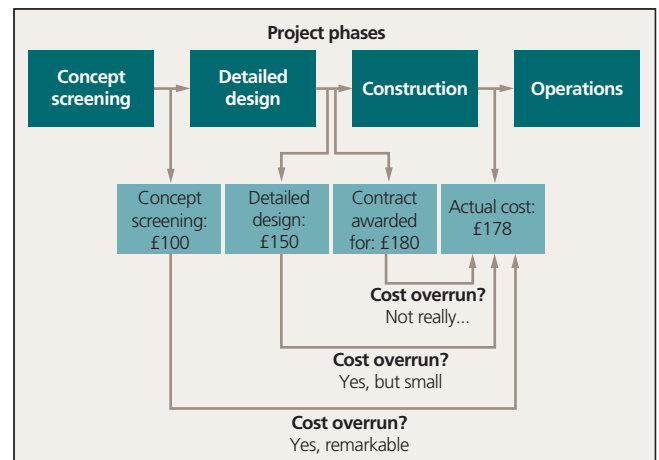 Project phases
Concept
screening
Detailed
design
Construction
Operations
Concept
screening:
£100
Detailed
design:
£150
Contract
awarded
for: £180
Actual cost:
£178
Cost overrun?
Not really...
Cost overrun?
Yes, but small
Cost overrun?
Yes, remarkable